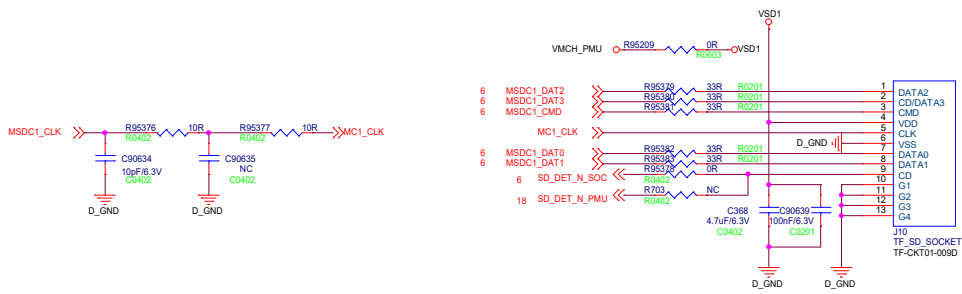 VSD1
VMCH_PMU R95209 0R VSD1
R0603
6 MSDC1_DAT2 R95379 33R R0201 1 DATA2
6 MSDC1_DAT3 R95380 33R R0201 2 CD/DATA3
6 MSDC1_CMD R95381 33R R0201 3 CMD
4 VDD
MC1_CLK 5 CLK
D_GND 6 VSS
6 MSDC1_DAT0 R95382 33R R0201 7 DATA0
6 MSDC1_DAT1 R95383 33R R0201 8 DATA1
6 SD_DET_N_SOC R95378 0R 9 CD
R0402
10 G1
18 SD_DET_N_PMU R703 NC 11 G2
R0402
12 G3
13 G4
C368 C90639
4.7uF/6.3V 100nF/6.3V
C0402 C0201
J10
TF_SD_SOCKET
TF-CKT01-009D
D_GND D_GND
MSDC1_CLK R95376 10R R95377 10R MC1_CLK
R0402 R0402
C90634 C90635
10pF/6.3V NC
C0402 C0402
D_GND D_GND